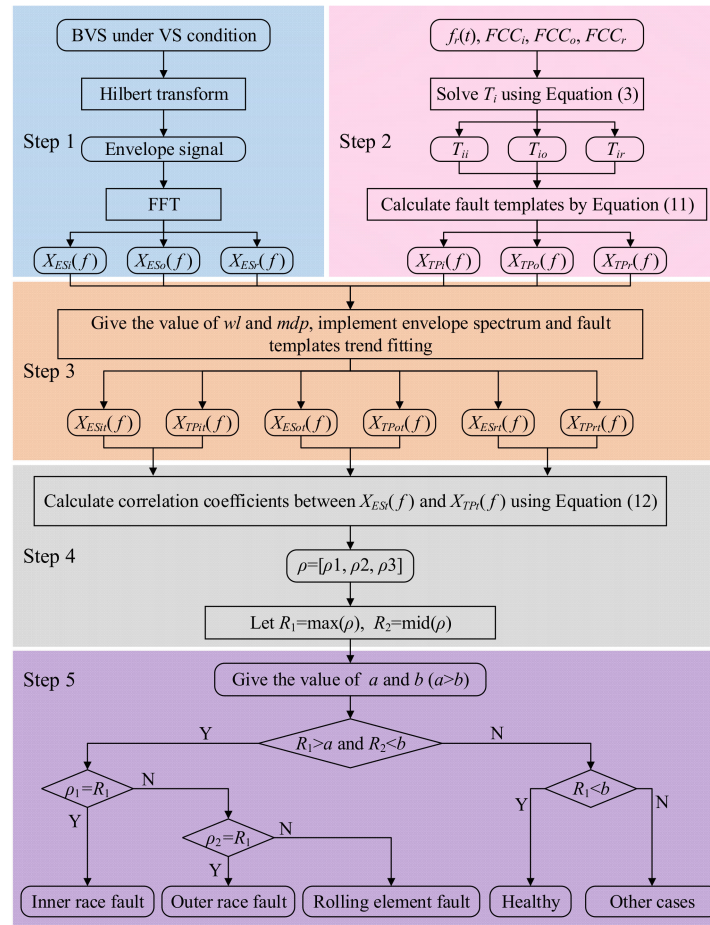 BVS under VS condition
Hilbert transform
Step 1
Envelope signal
FFT
X_ESi(f) X_ESo(f) X_ESr(f)
f_r(t), FCC_i, FCC_o, FCC_r
Solve T_i using Equation (3)
Step 2
T_ii T_io T_ir
Calculate fault templates by Equation (11)
X_TPi(f) X_TPo(f) X_TPr(f)
Give the value of wl and mdp, implement envelope spectrum and fault
templates trend fitting
Step 3
X_ESit(f) X_TPit(f) X_ESot(f) X_TPot(f) X_ESrt(f) X_TPrt(f)
Calculate correlation coefficients between X_ESt(f) and X_TPt(f) using Equation (12)
Step 4
ρ=[ρ1, ρ2, ρ3]
Let R_1=max(ρ), R_2=mid(ρ)
Step 5
Give the value of a and b (a>b)
Y
R_1>a and R_2<b
N
ρ_1=R_1
N
R_1<b
Y
Y
N
ρ_2=R_1
N
Y
Inner race fault
Outer race fault
Rolling element fault
Healthy
Other cases